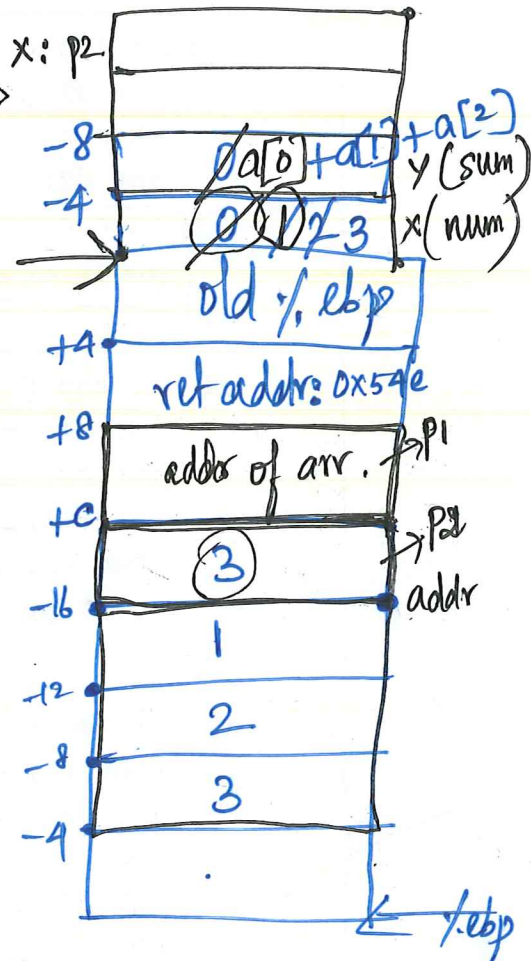 x: p2
-8 0 a[0] + a[1] + a[2] y (sum)
-4 0 1 2 3 x (num)
old %ebp
+4
ret addr: 0x54e
+8
addr of arr. → p1
+C
3 → p2
-16 addr
1
-12
2
-8
3
-4
%ebp